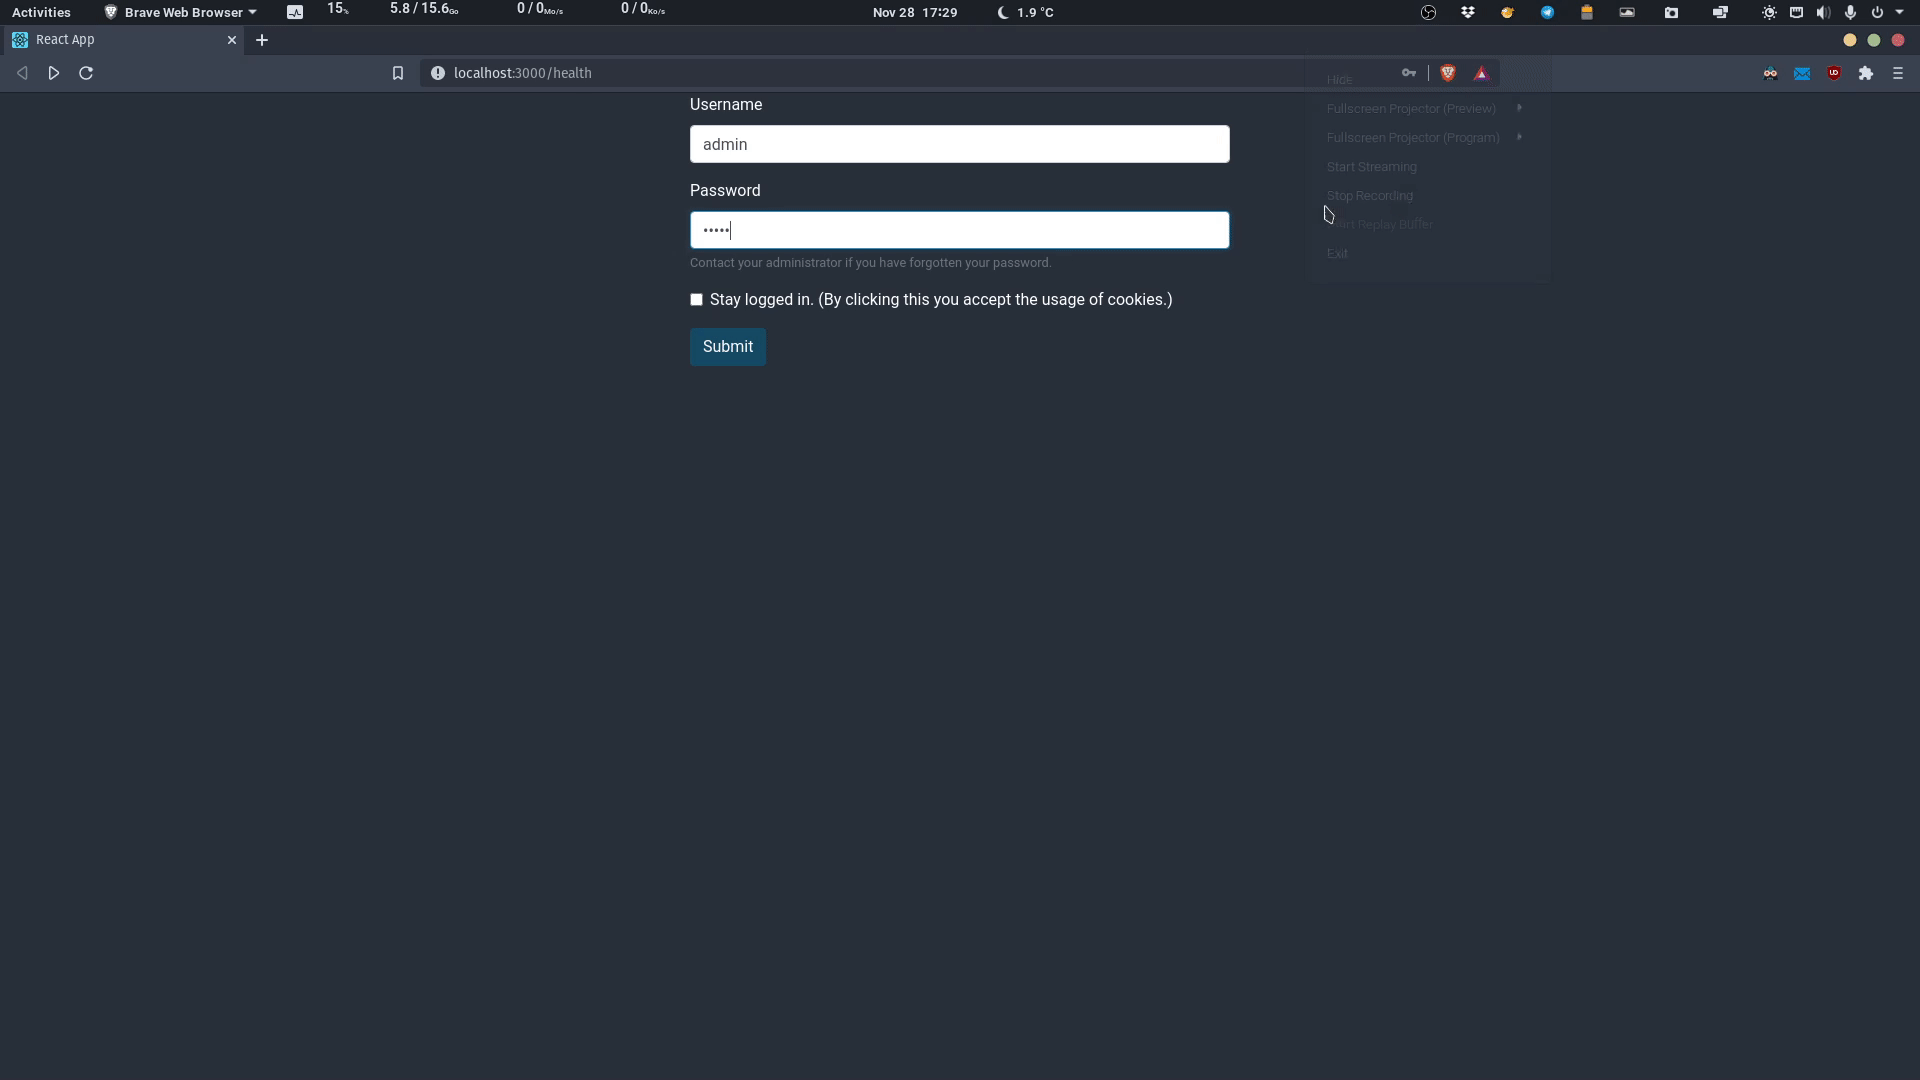 Activities Brave Web Browser 15% 5.8 / 15.6Go 0 / 0Mo/s 0 / 0Ko/s Nov 28 17:29 1.9 °C
React App
localhost:3000/health
Hide
Username
Fullscreen Projector (Preview)
admin
Fullscreen Projector (Program)
Start Streaming
Password
Stop Recording
•••••
Replay Buffer
Exit
Contact your administrator if you have forgotten your password.
Stay logged in. (By clicking this you accept the usage of cookies.)
Submit